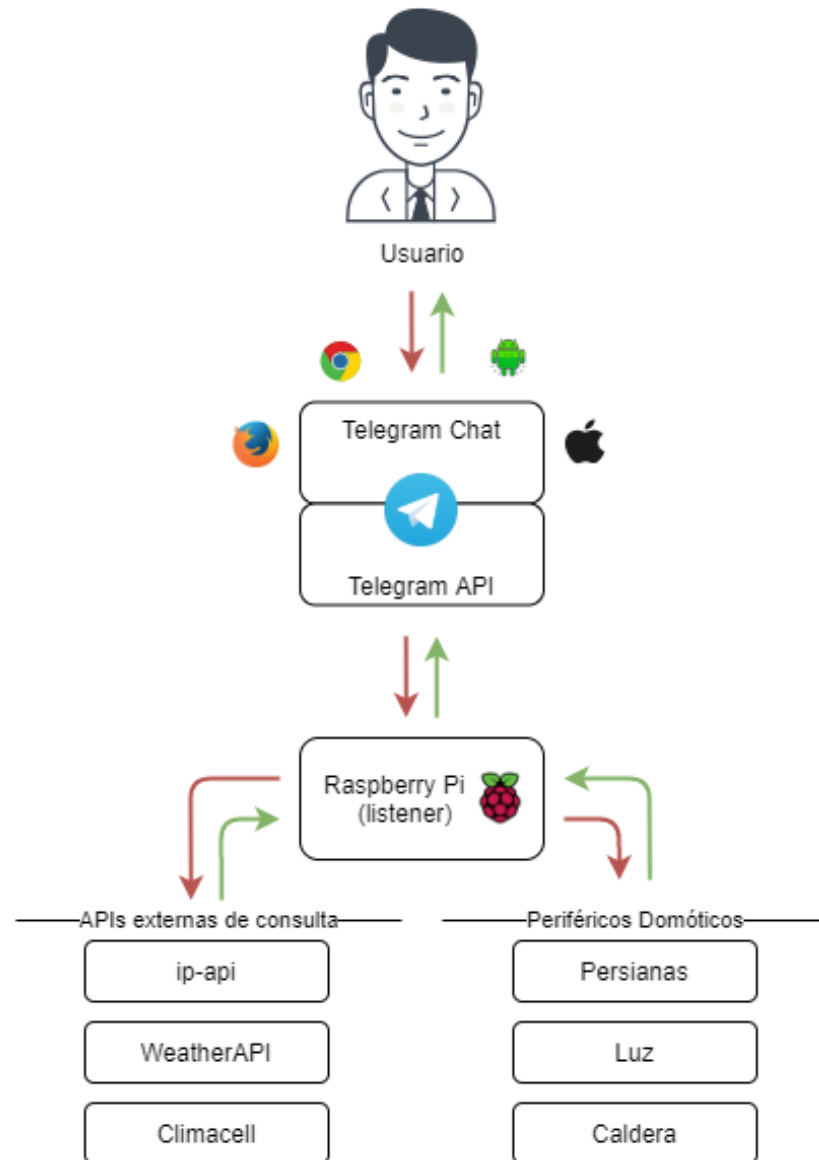 Usuario
Telegram Chat
Telegram API
Raspberry Pi
(listener)
APIs externas de consulta
ip-api
WeatherAPI
Climacell
Periféricos Domóticos
Persianas
Luz
Caldera